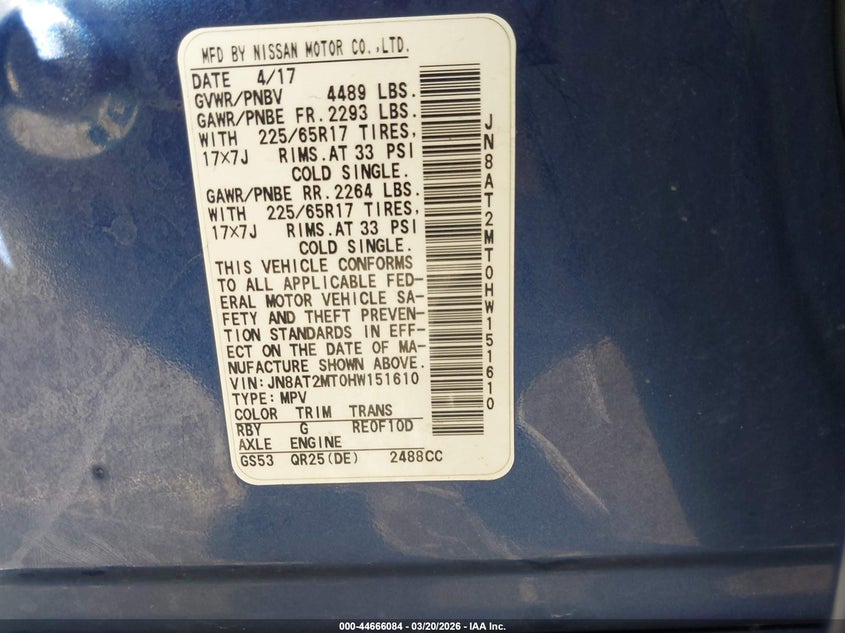 MFD BY NISSAN MOTOR CO.,LTD.
DATE 4/17
GVWR/PNBV 4489 LBS.
GAWR/PNBE FR.2293 LBS.
WITH 225/65R17 TIRES,
17×7J RIMS.AT 33 PSI
COLD SINGLE.
GAWR/PNBE RR.2264 LBS.
WITH 225/65R17 TIRES,
17×7J RIMS.AT 33 PSI
COLD SINGLE.
THIS VEHICLE CONFORMS
TO ALL APPLICABLE FED-
ERAL MOTOR VEHICLE SA-
FETY AND THEFT PREVEN-
TION STANDARDS IN EFF-
ECT ON THE DATE OF MA-
NUFACTURE SHOWN ABOVE.
VIN:JN8AT2MT0HW151610
TYPE:MPV
COLOR TRIM TRANS
RBY G RE0F10D
AXLE ENGINE
GS53 QR25(DE) 2488CC
JN8AT2MT0HW151610
000-44666084 — 03/20/2026 — IAA Inc.